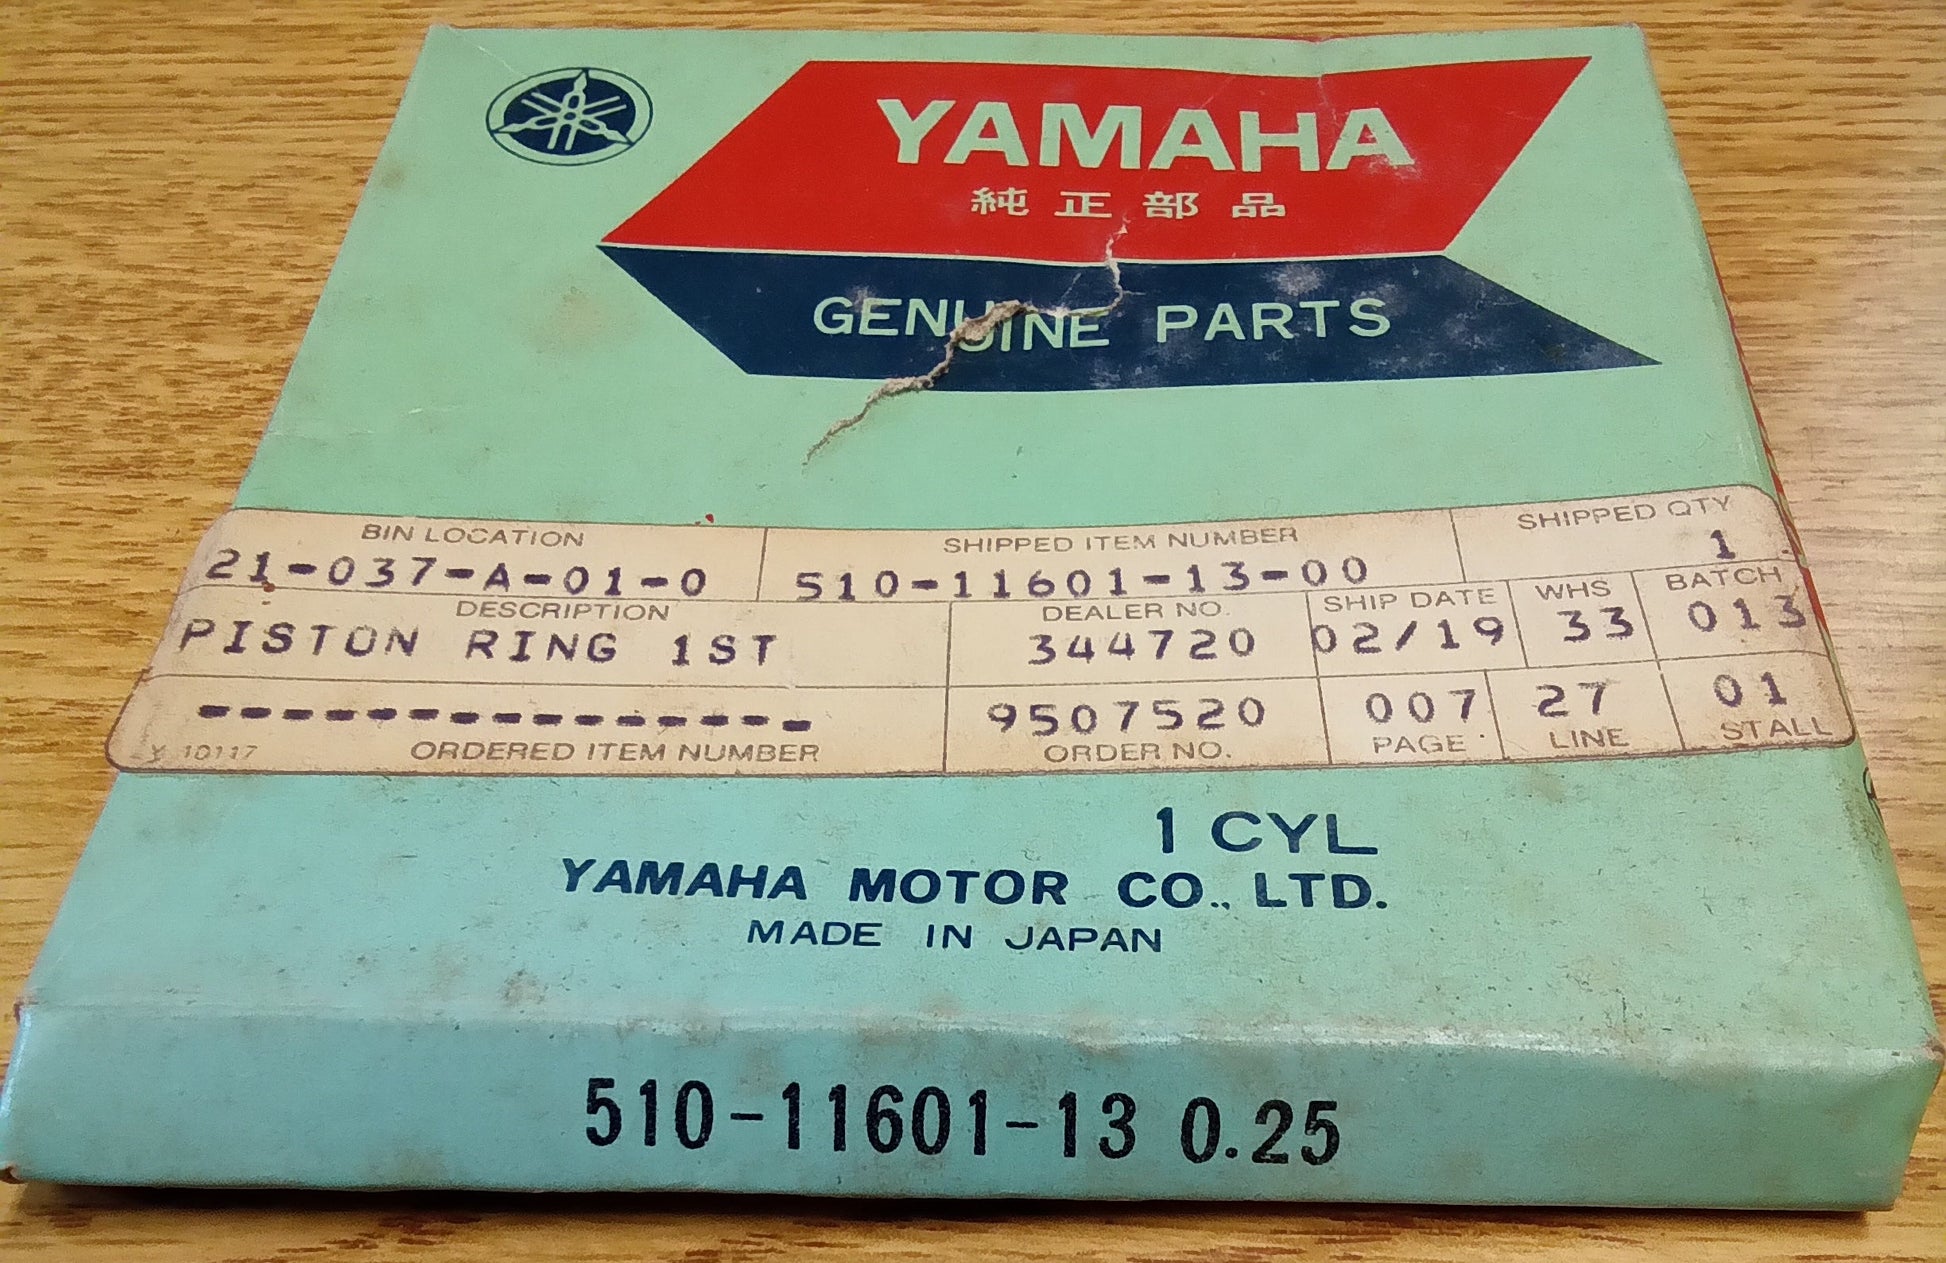 YAMAHA
純正部品
GENUINE PARTS
BIN LOCATION SHIPPED ITEM NUMBER SHIPPED QTY
21-037-A-01-0 510-11601-13-00 1
DESCRIPTION DEALER NO. SHIP DATE WHS BATCH
PISTON RING 1ST 344720 02/19 33 013
--------------- 9507520 007 27 01
Y 10117 ORDERED ITEM NUMBER ORDER NO. PAGE LINE STALL
1 CYL
YAMAHA MOTOR CO., LTD.
MADE IN JAPAN
510-11601-13 0.25